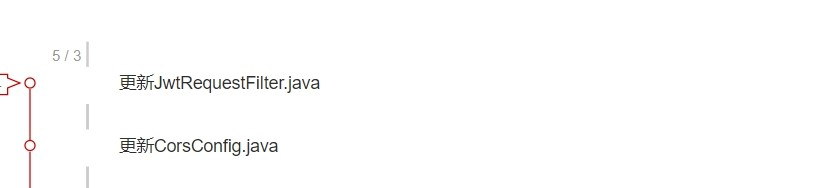 5 / 3
更新JwtRequestFilter.java
更新CorsConfig.java